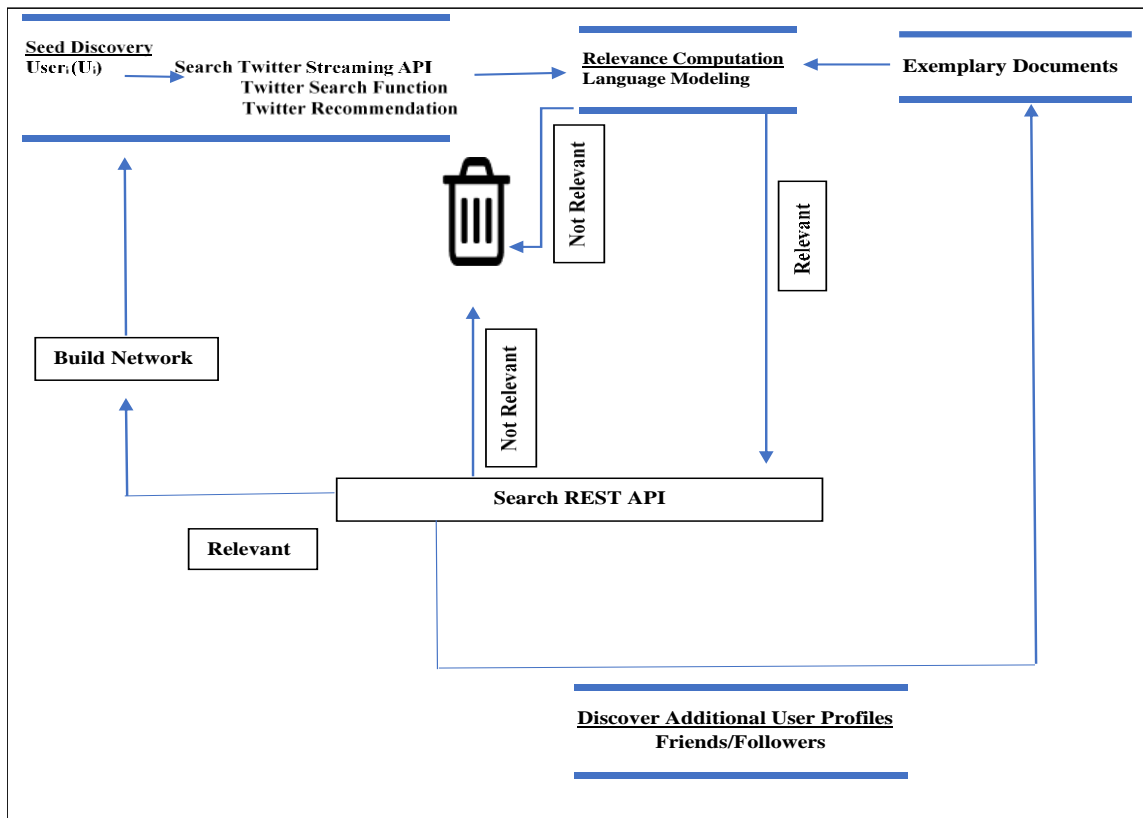 Seed Discovery
Userᵢ(Uᵢ)
Search Twitter Streaming API
Twitter Search Function
Twitter Recommendation
Relevance Computation
Language Modeling
Exemplary Documents
Not Relevant
Relevant
Build Network
Not Relevant
Search REST API
Relevant
Discover Additional User Profiles
Friends/Followers